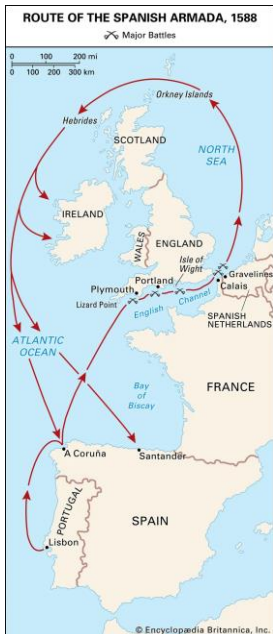 ROUTE OF THE SPANISH ARMADA, 1588
Major Battles
0 100 200 mi
0 100 200 300 km
Orkney Islands
Hebrides
SCOTLAND
NORTH
SEA
IRELAND
WALES
ENGLAND
Isle of
Wight
Portland
Plymouth
Gravelines
Calais
Lizard Point
English Channel
SPANISH
NETHERLANDS
ATLANTIC
OCEAN
FRANCE
Bay
of
Biscay
A Coruña
Santander
PORTUGAL
SPAIN
Lisbon
© Encyclopædia Britannica, Inc.